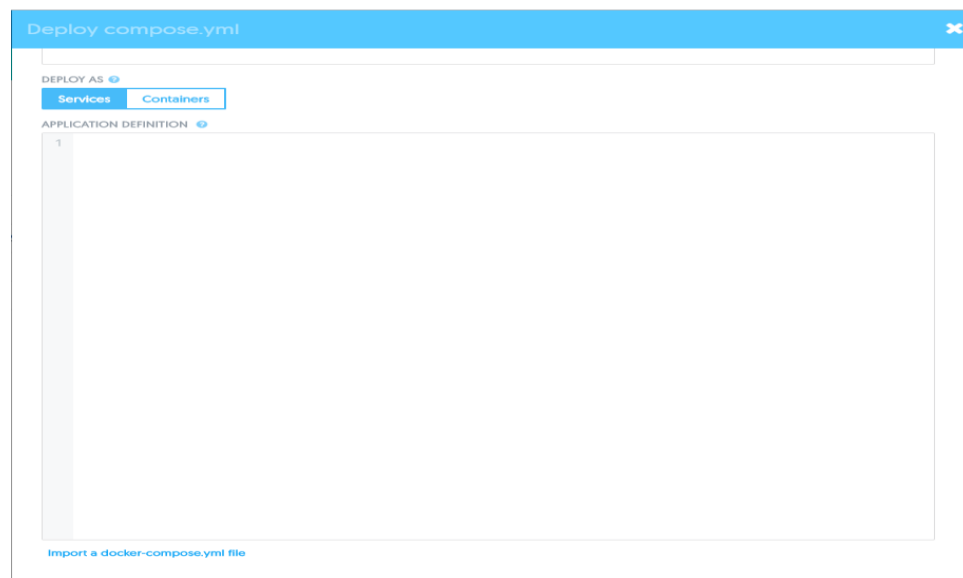 Deploy compose.yml
DEPLOY AS
Services Containers
APPLICATION DEFINITION
1
Import a docker-compose.yml file